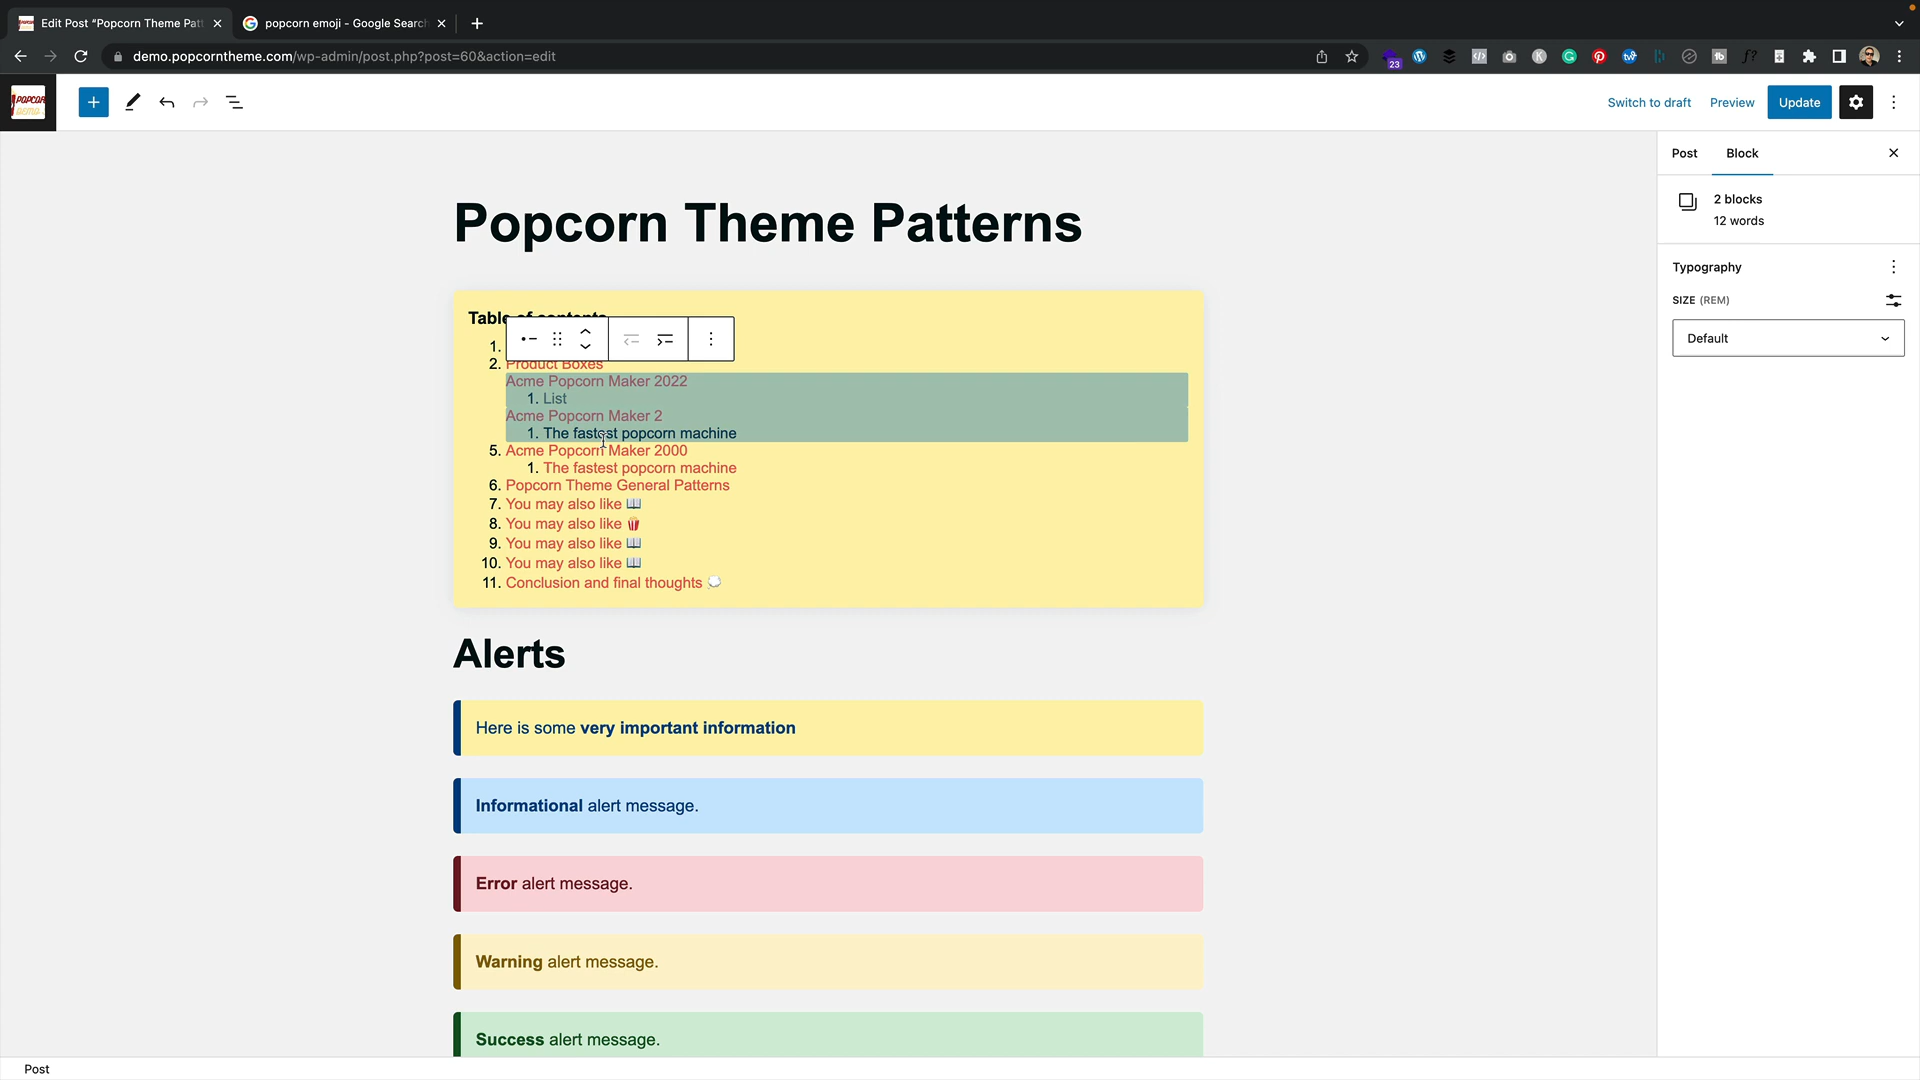 Edit Post “Popcorn Theme Pat
popcorn emoji - Google Search
demo.popcorntheme.com/wp-admin/post.php?post=60&action=edit
23
Switch to draft
Preview
Update
Post
Block
2 blocks
12 words
Typography
SIZE (REM)
Default
Popcorn Theme Patterns
Table of contents
1.
2. Product Boxes
Acme Popcorn Maker 2022
1. List
Acme Popcorn Maker 2
1. The fastest popcorn machine
5. Acme Popcorn Maker 2000
1. The fastest popcorn machine
6. Popcorn Theme General Patterns
7. You may also like 📖
8. You may also like 🍿
9. You may also like 📖
10. You may also like 📖
11. Conclusion and final thoughts 💭
Alerts
Here is some very important information
Informational alert message.
Error alert message.
Warning alert message.
Success alert message.
Post